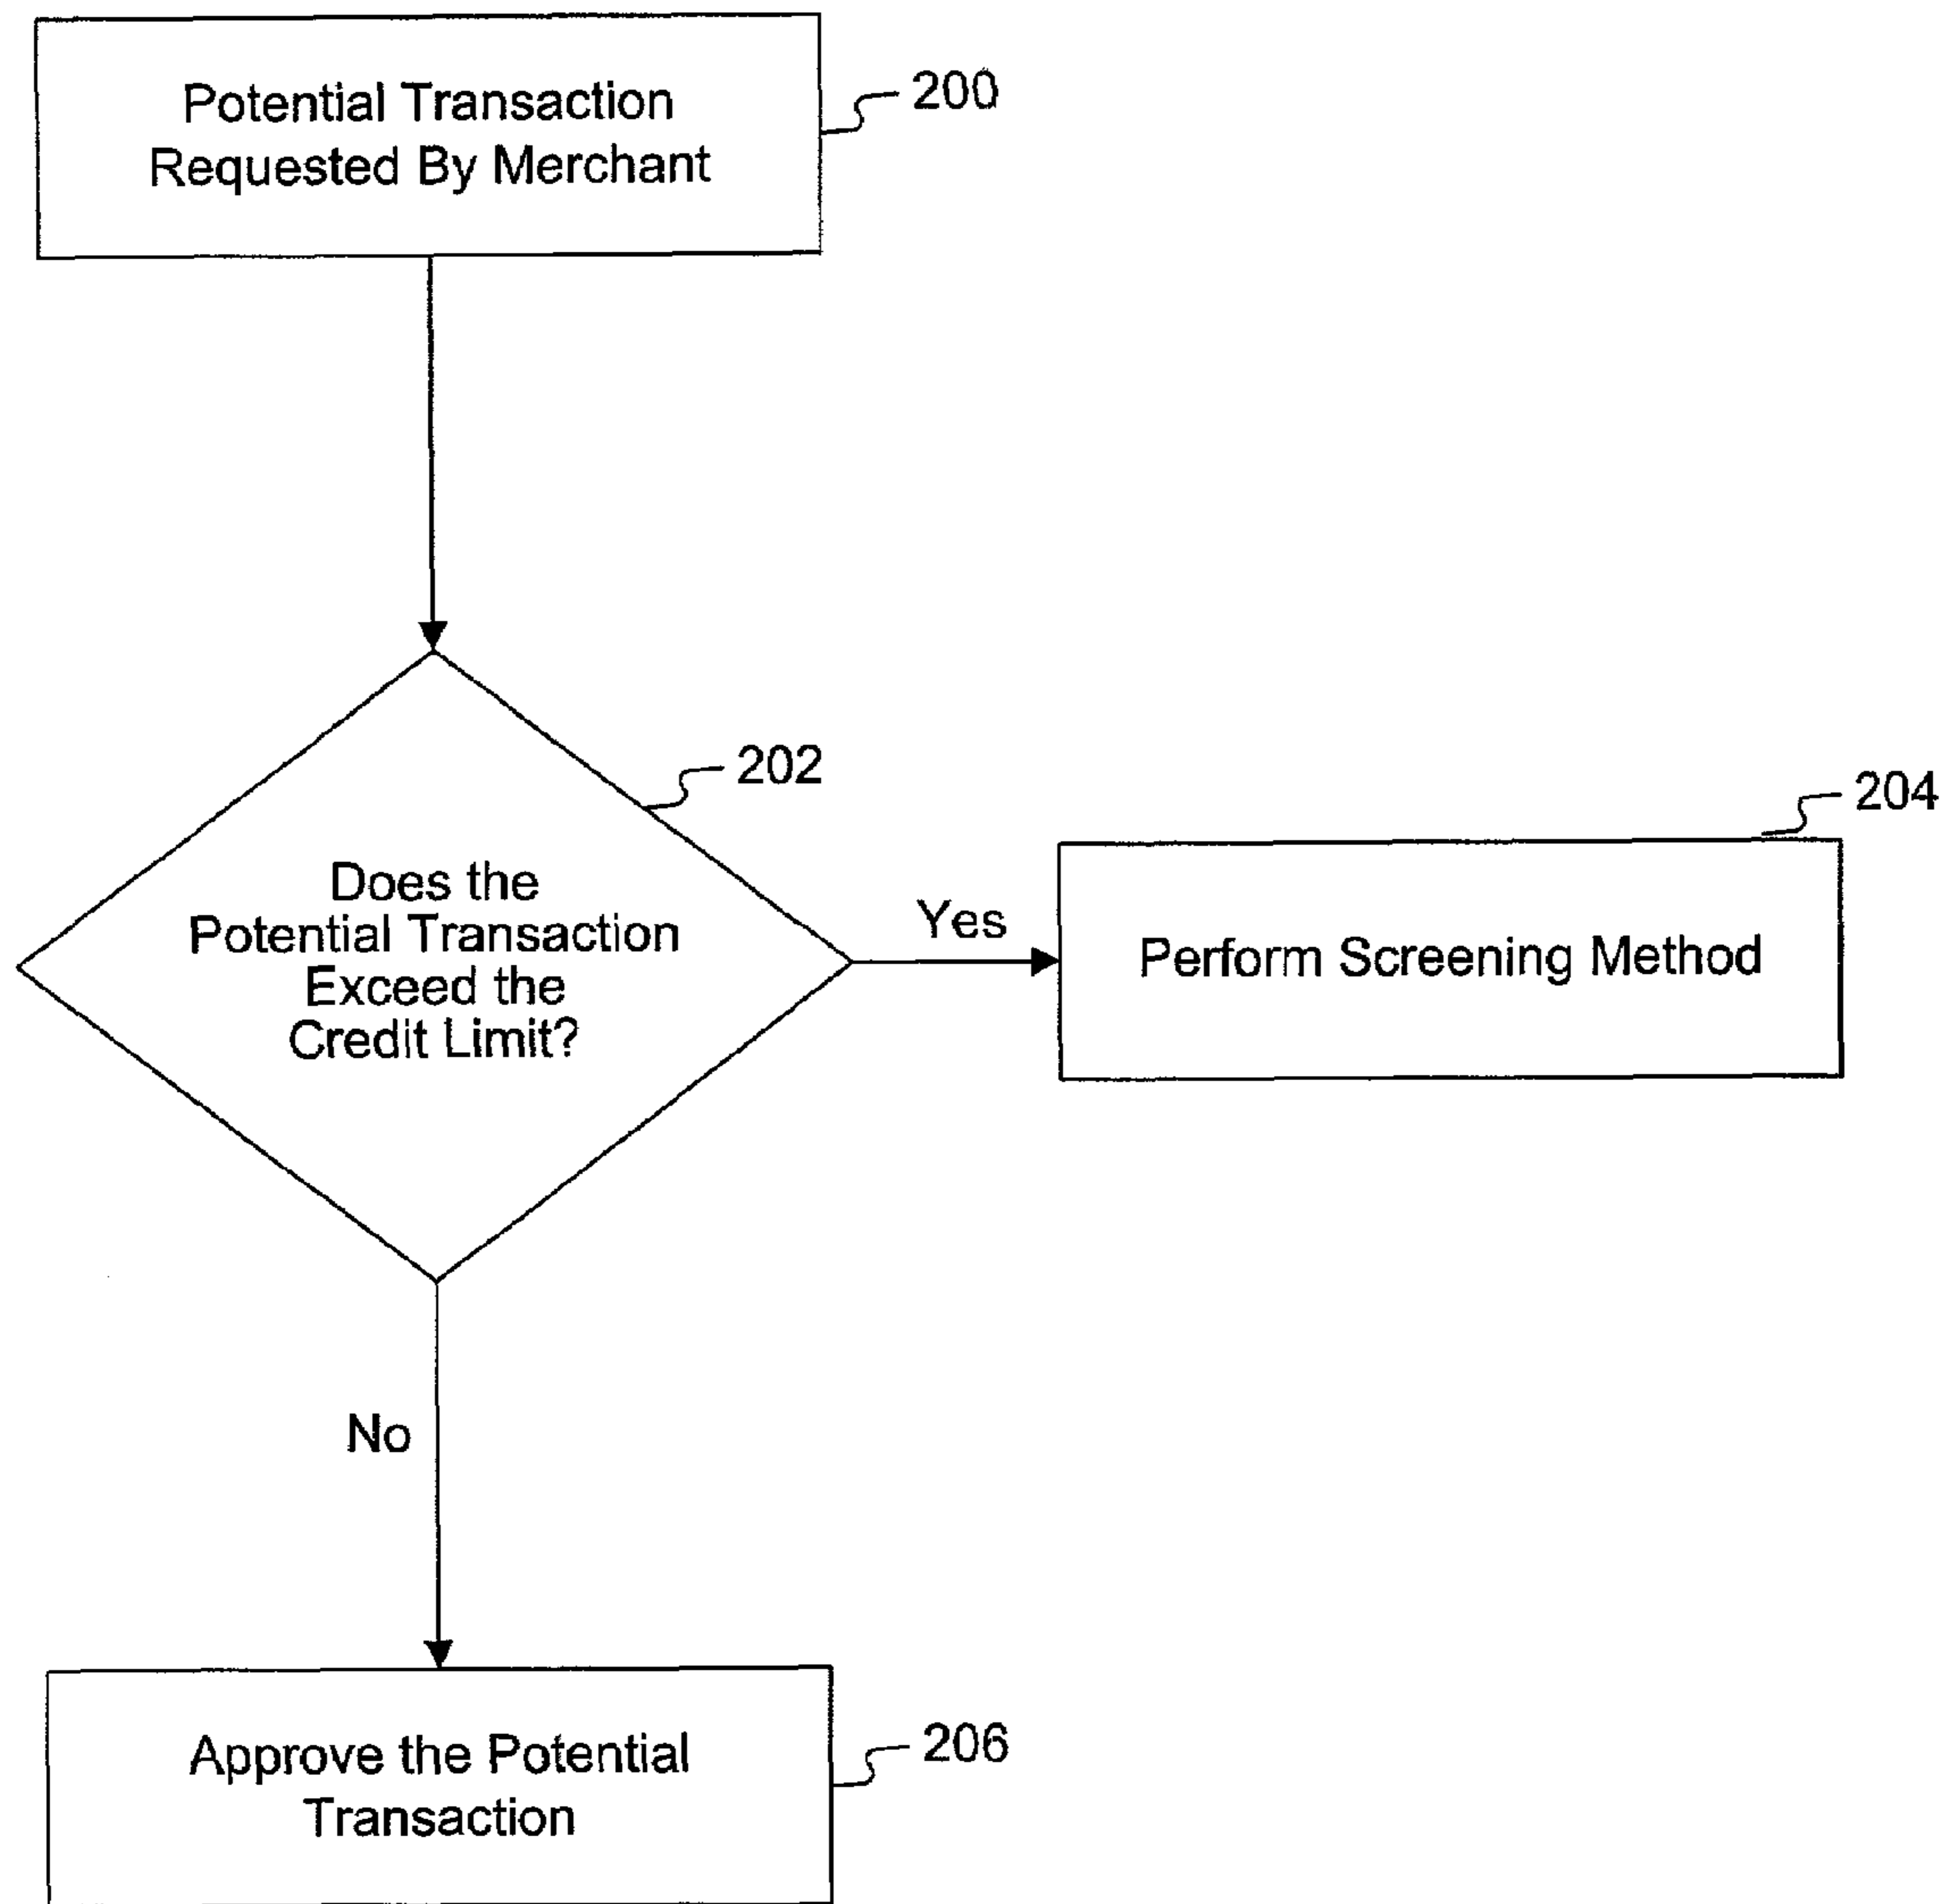 Potential Transaction
Requested By Merchant
200
202
Does the
Potential Transaction
Exceed the
Credit Limit?
Yes
204
Perform Screening Method
No
Approve the Potential
Transaction
206